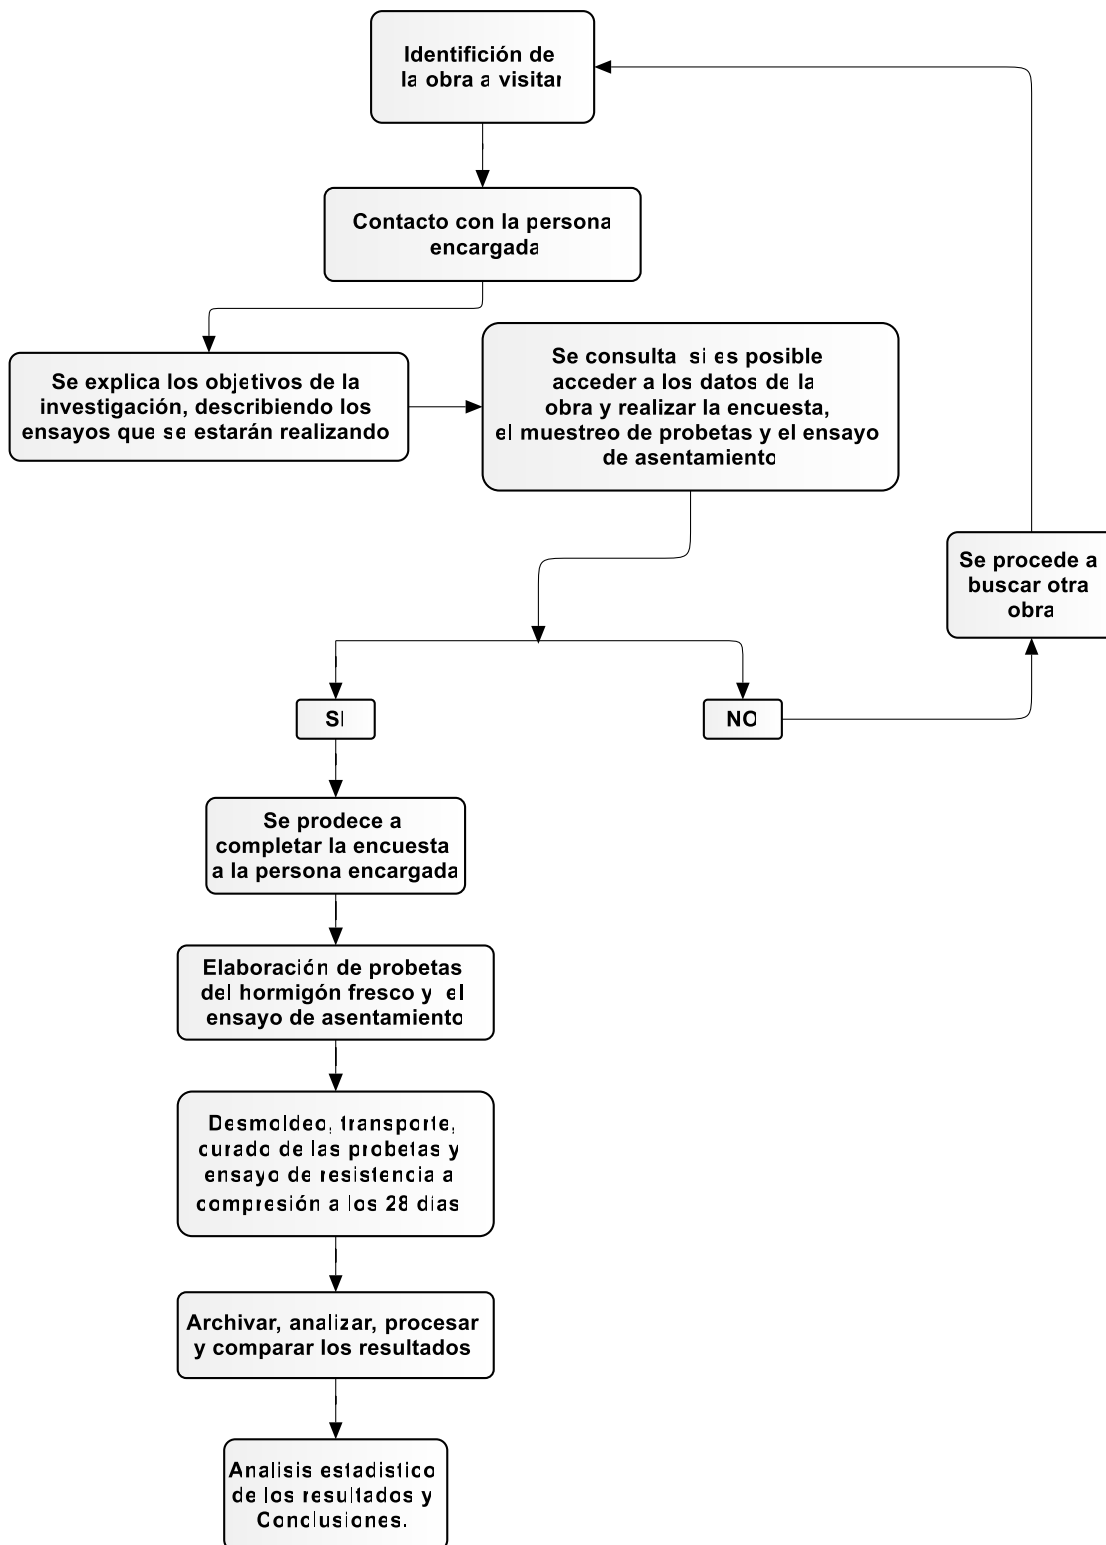 Identifición de
la obra a visitar
Contacto con la persona
encargada
Se explica los objetivos de la
investigación, describiendo los
ensayos que se estarán realizando
Se consulta si es posible
acceder a los datos de la
obra y realizar la encuesta,
el muestreo de probetas y el ensayo
de asentamiento
Se procede a
buscar otra
obra
SI
NO
Se prodece a
completar la encuesta
a la persona encargada
Elaboración de probetas
del hormigón fresco y el
ensayo de asentamiento
Desmoldeo, transporte,
curado de las probetas y
ensayo de resistencia a
compresión a los 28 dias
Archivar, analizar, procesar
y comparar los resultados
Analisis estadistico
de los resultados y
Conclusiones.